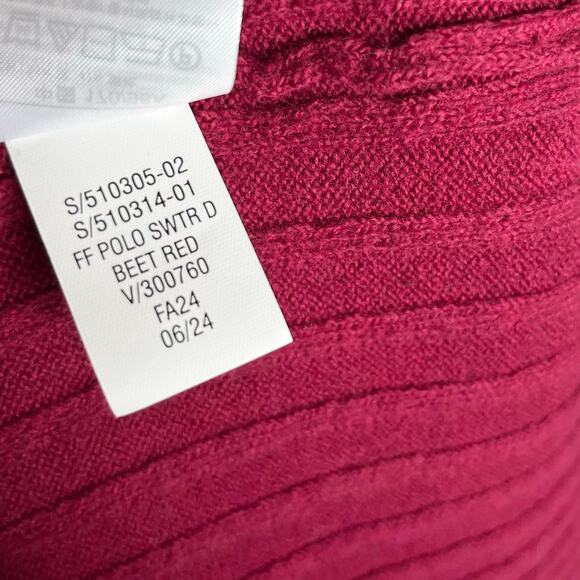 S/510305-02
S/510314-01
FF POLO SWTR D
BEET RED
V/300760
FA24
06/24